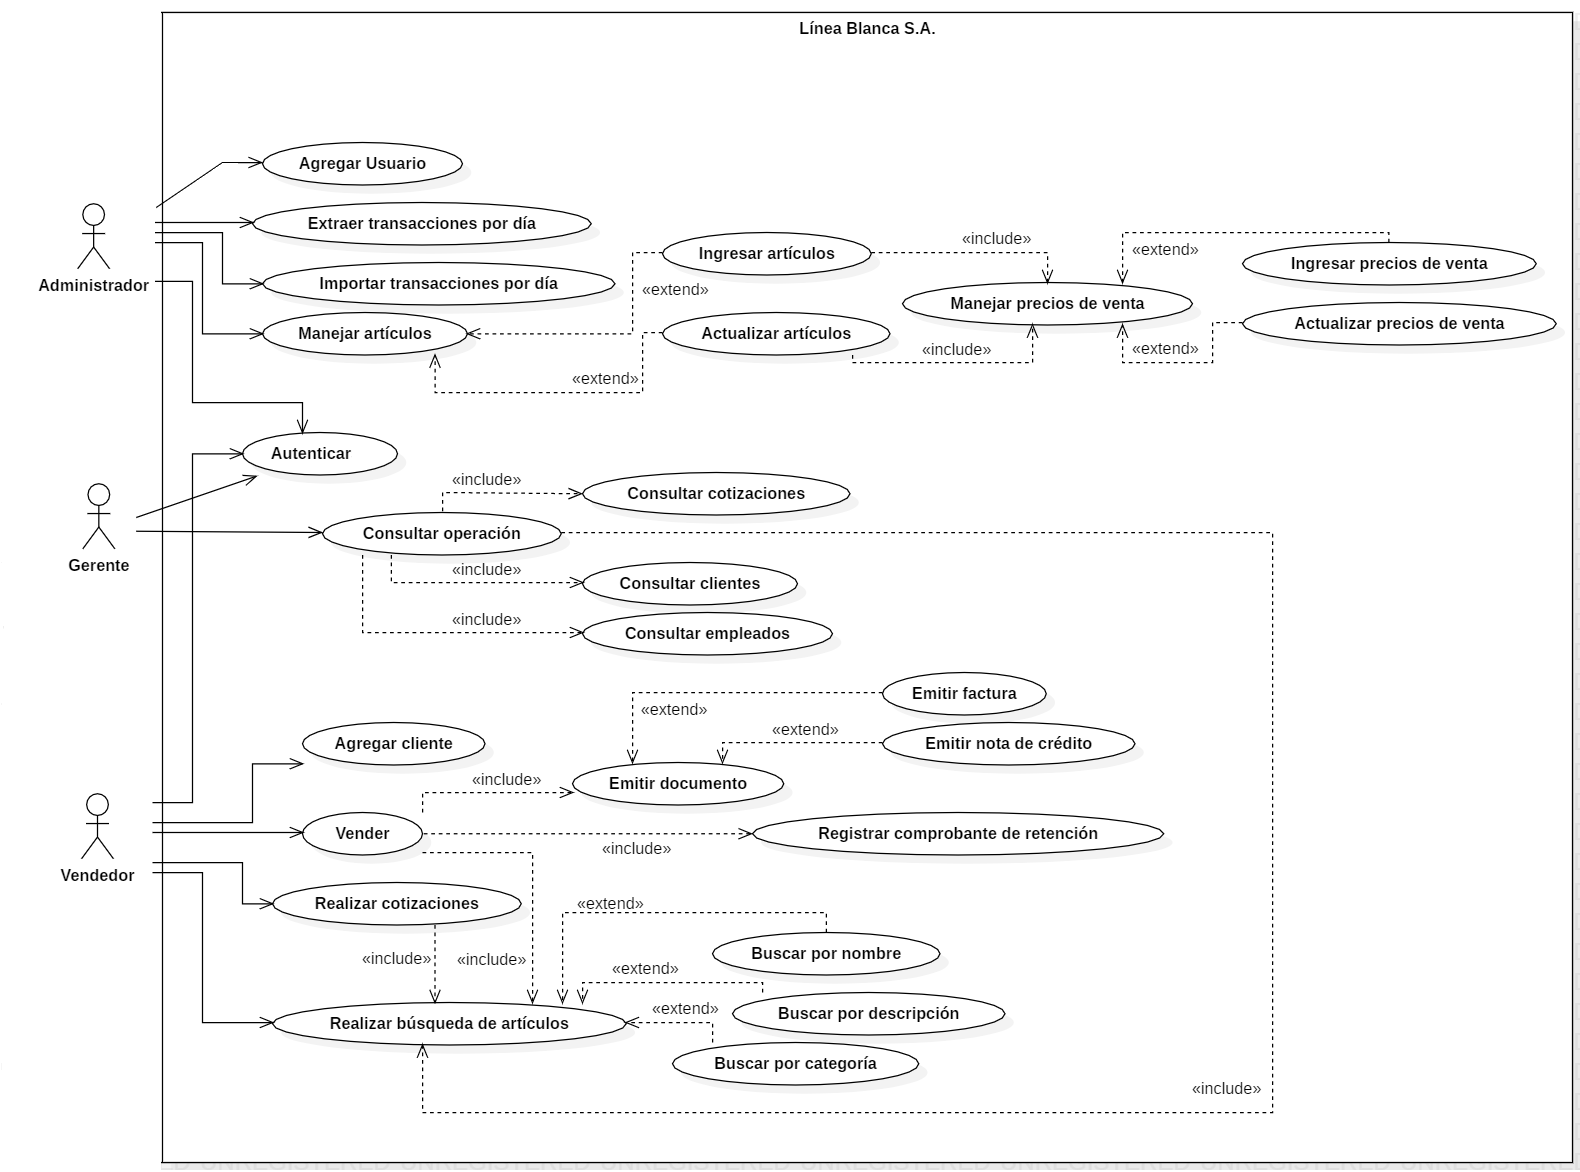 Línea Blanca S.A.
Agregar Usuario
Extraer transacciones por día
Importar transacciones por día
Manejar artículos
Administrador
Ingresar artículos
«include»
«extend»
Ingresar precios de venta
«extend»
Manejar precios de venta
Actualizar artículos
«include»
«extend»
Actualizar precios de venta
«extend»
Autenticar
«include»
Consultar cotizaciones
Consultar operación
Gerente
«include»
Consultar clientes
«include»
Consultar empleados
Emitir factura
«extend»
Agregar cliente
«extend»
Emitir nota de crédito
«include»
Emitir documento
Vender
Registrar comprobante de retención
«include»
Vendedor
Realizar cotizaciones
«extend»
Buscar por nombre
«include»
«include»
«extend»
«extend»
Buscar por descripción
Realizar búsqueda de artículos
Buscar por categoría
«include»